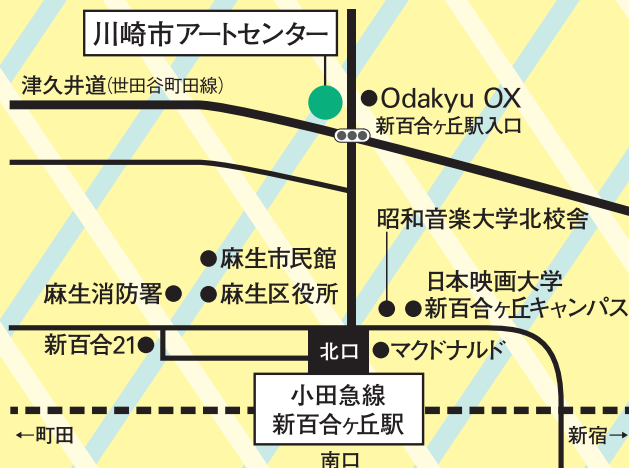 川崎市アートセンター
津久井道(世田谷町田線)
Odakyu OX
新百合ヶ丘駅入口
昭和音楽大学北校舎
麻生市民館
日本映画大学
新百合ヶ丘キャンパス
麻生消防署
麻生区役所
新百合21
北口
マクドナルド
小田急線
新百合ヶ丘駅
←町田
新宿→
南口